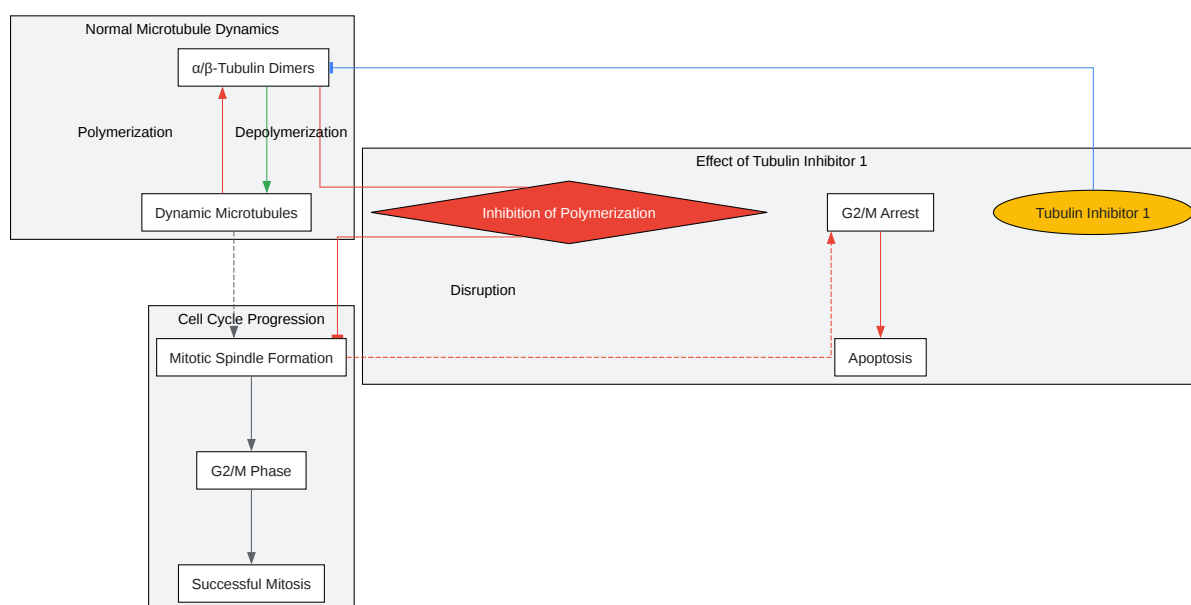 Normal Microtubule Dynamics
α/β-Tubulin Dimers
Polymerization
Depolymerization
Dynamic Microtubules
Effect of Tubulin Inhibitor 1
Inhibition of Polymerization
G2/M Arrest
Tubulin Inhibitor 1
Disruption
Apoptosis
Cell Cycle Progression
Mitotic Spindle Formation
G2/M Phase
Successful Mitosis